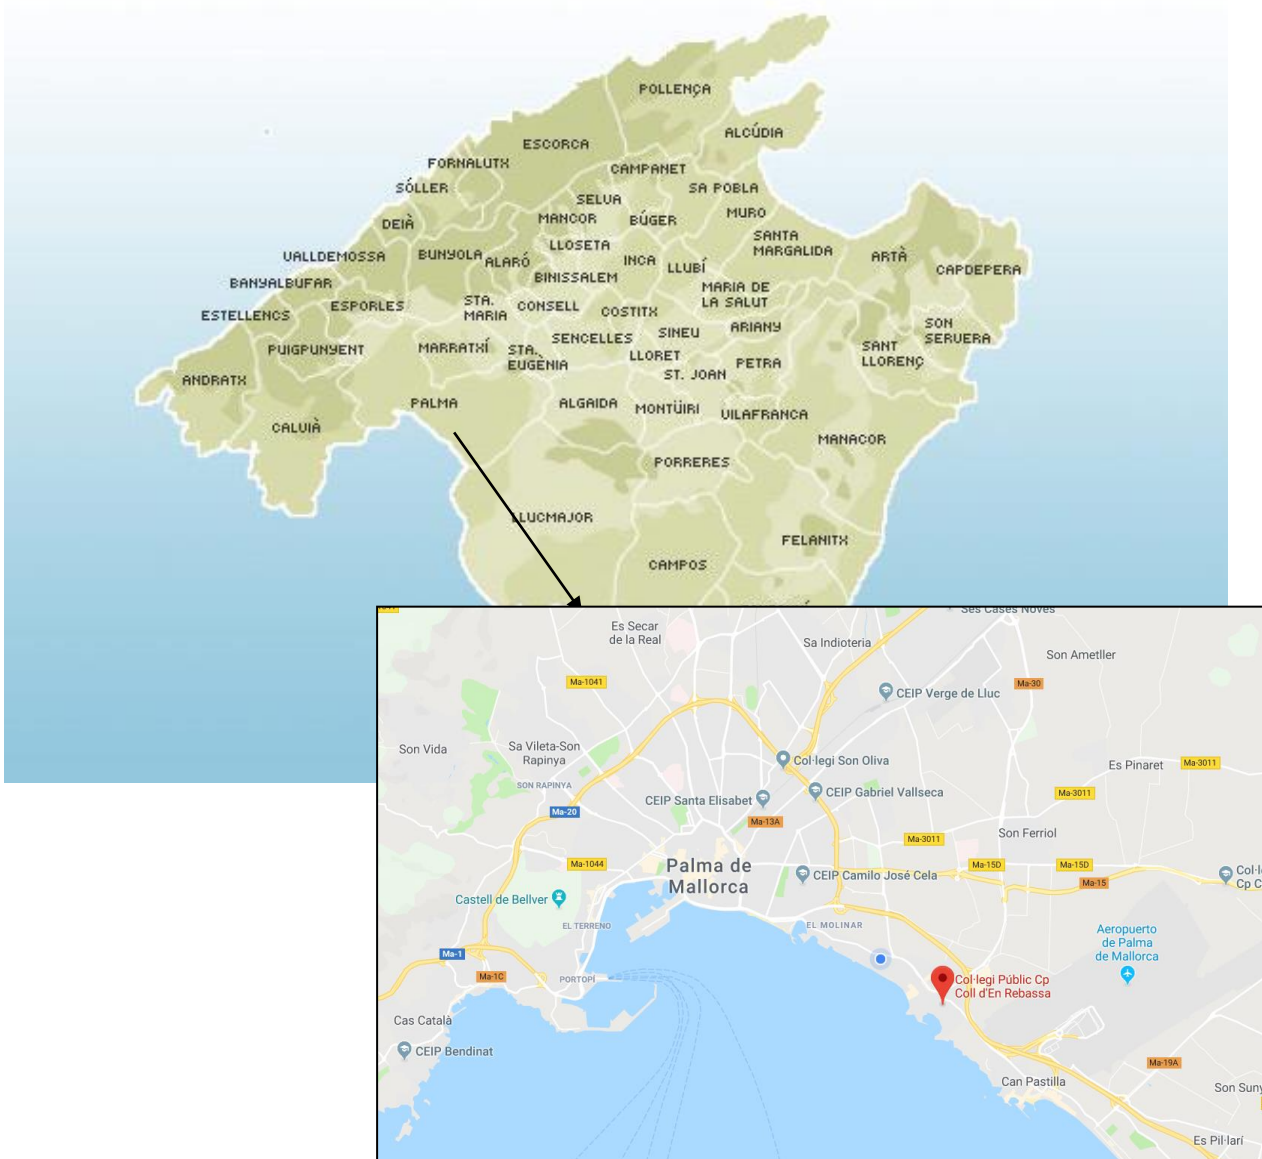 POLLENÇA
ALCÚDIA
ESCORCA
FORNALUTX
CAMPANET
SÓLLER
SA POBLA
SELVA
MANCOR
BÚGER
MURO
DEIÀ
SANTA
MARGALIDA
LLOSETA
VALLDEMOSSA
BUNYOLA
ALARÓ
INCA
LLUBÍ
ARTÀ
CAPDEPERA
BINISSALEM
BANYALBUFAR
MARIA DE
LA SALUT
ESPORLES
STA.
MARIA
CONSELL
COSTITX
ESTELLENCS
SENCELLES
SINEU
ARIANY
SON
SERVERA
PUIGPUNYENT
MARRATXÍ
STA.
EUGÈNIA
LLORET
SANT
LLORENÇ
ST. JOAN
PETRA
ANDRATX
PALMA
ALGAIDA
MONTÜIRI
VILAFRANCA
CALVIÀ
MANACOR
PORRERES
LLUCMAJOR
FELANITX
CAMPOS
Ses Cases Noves
Es Secar
de la Real
Sa Indioteria
Son Ametller
Ma-1041
Ma-30
CEIP Verge de Lluc
Son Vida
Sa Vileta-Son
Rapinya
Col·legi Son Oliva
Es Pinaret
Ma-3011
SON RAPINYA
CEIP Santa Elisabet
CEIP Gabriel Vallseca
Ma-3011
Ma-20
Ma-13A
Ma-3011
Son Ferriol
Ma-1044
Palma de
Mallorca
CEIP Camilo José Cela
Ma-15D
Ma-15D
Ma-15
Col·l
Cp C
Castell de Bellver
EL TERRENO
EL MOLINAR
Aeropuerto
de Palma
de Mallorca
Ma-1
Ma-1C
PORTOPÍ
Col·legi Públic Cp
Coll d'En Rebassa
Cas Català
CEIP Bendinat
Ma-19A
Can Pastilla
Son Suny
Es Pil·larí